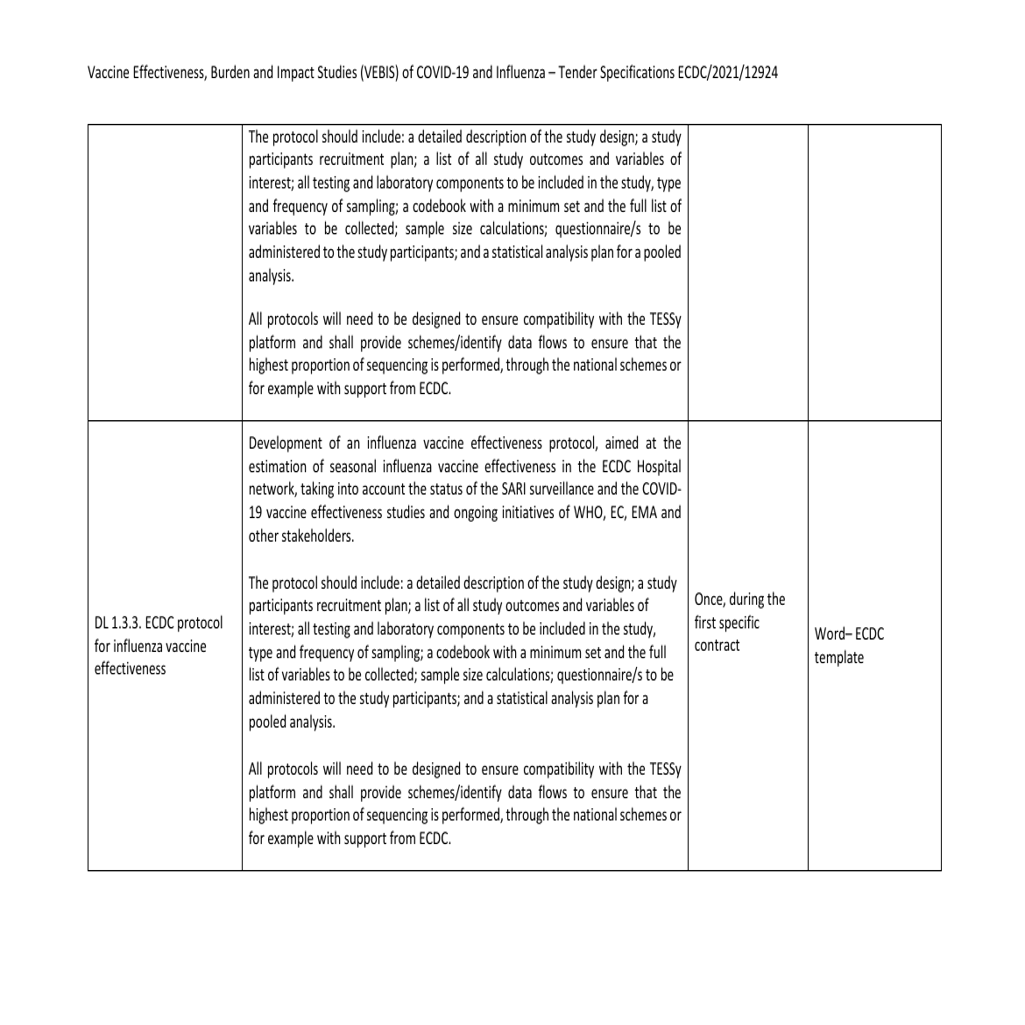 Vaccine Effectiveness, Burden and Impact Studies (VEBIS) of COVID-19 and Influenza – Tender Specifications ECDC/2021/12924
The protocol should include: a detailed description of the study design; a study
participants recruitment plan; a list of all study outcomes and variables of
interest; all testing and laboratory components to be included in the study, type
and frequency of sampling; a codebook with a minimum set and the full list of
variables to be collected; sample size calculations; questionnaire/s to be
administered to the study participants; and a statistical analysis plan for a pooled
analysis.
All protocols will need to be designed to ensure compatibility with the TESSy
platform and shall provide schemes/identify data flows to ensure that the
highest proportion of sequencing is performed, through the national schemes or
for example with support from ECDC.
DL 1.3.3. ECDC protocol
for influenza vaccine
effectiveness
Development of an influenza vaccine effectiveness protocol, aimed at the
estimation of seasonal influenza vaccine effectiveness in the ECDC Hospital
network, taking into account the status of the SARI surveillance and the COVID-
19 vaccine effectiveness studies and ongoing initiatives of WHO, EC, EMA and
other stakeholders.
The protocol should include: a detailed description of the study design; a study
participants recruitment plan; a list of all study outcomes and variables of
interest; all testing and laboratory components to be included in the study,
type and frequency of sampling; a codebook with a minimum set and the full
list of variables to be collected; sample size calculations; questionnaire/s to be
administered to the study participants; and a statistical analysis plan for a
pooled analysis.
All protocols will need to be designed to ensure compatibility with the TESSy
platform and shall provide schemes/identify data flows to ensure that the
highest proportion of sequencing is performed, through the national schemes or
for example with support from ECDC.
Once, during the
first specific
contract
Word– ECDC
template